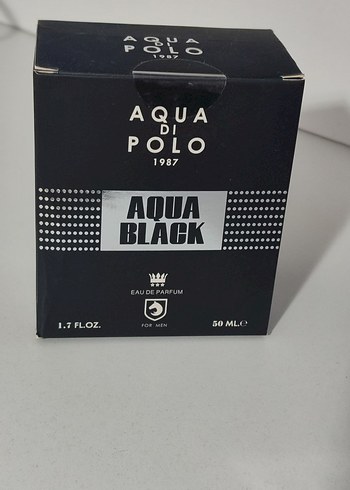 AQUA
DI
POLO
1987
AQUA
DI
POLO
1987
AQUA
BLACK
EAU DE PARFUM
FOR MEN
1.7 FL.OZ.
50 ML.℮